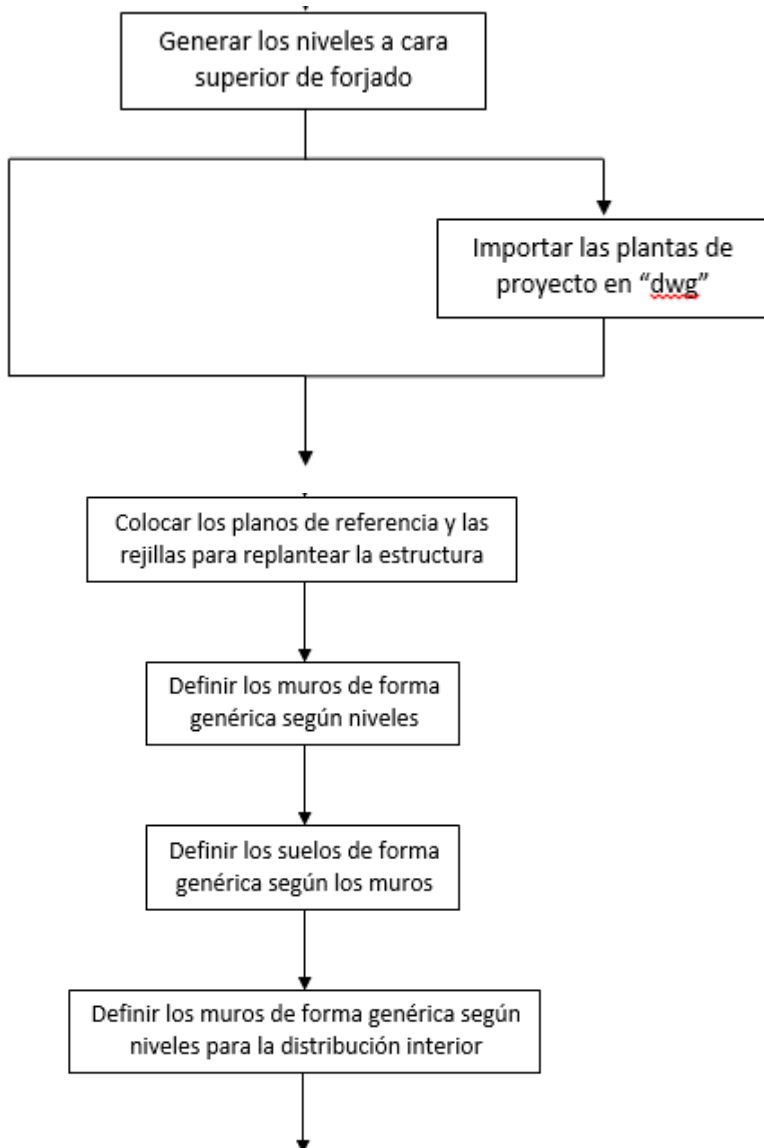 Generar los niveles a cara
superior de forjado
Importar las plantas de
proyecto en “dwg”
Colocar los planos de referencia y las
rejillas para replantear la estructura
Definir los muros de forma
genérica según niveles
Definir los suelos de forma
genérica según los muros
Definir los muros de forma genérica según
niveles para la distribución interior